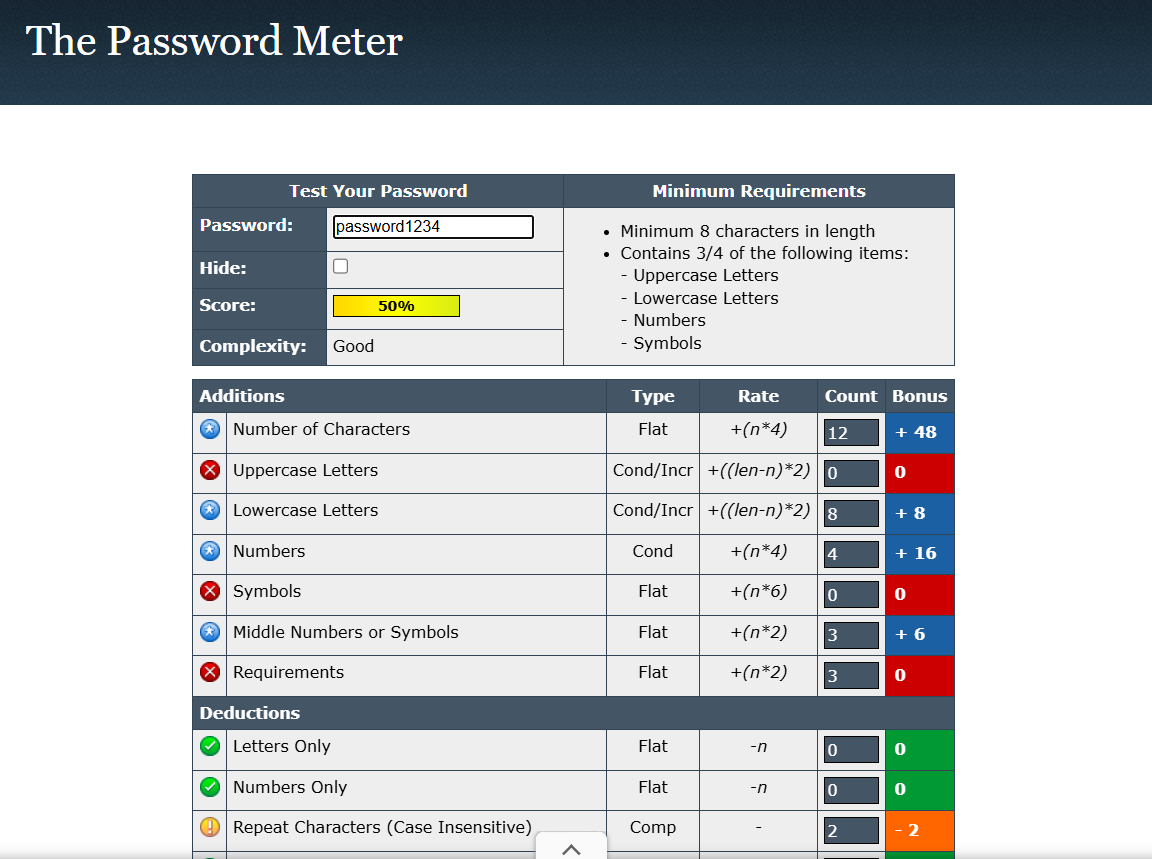 The Password Meter
Test Your Password Minimum Requirements
Password: password1234
Hide:
Score: 50%
Complexity: Good
• Minimum 8 characters in length
• Contains 3/4 of the following items:
- Uppercase Letters
- Lowercase Letters
- Numbers
- Symbols
Additions Type Rate Count Bonus
Number of Characters Flat +(n*4) 12 + 48
Uppercase Letters Cond/Incr +((len-n)*2) 0 0
Lowercase Letters Cond/Incr +((len-n)*2) 8 + 8
Numbers Cond +(n*4) 4 + 16
Symbols Flat +(n*6) 0 0
Middle Numbers or Symbols Flat +(n*2) 3 + 6
Requirements Flat +(n*2) 3 0
Deductions
Letters Only Flat -n 0 0
Numbers Only Flat -n 0 0
Repeat Characters (Case Insensitive) Comp - 2 - 2